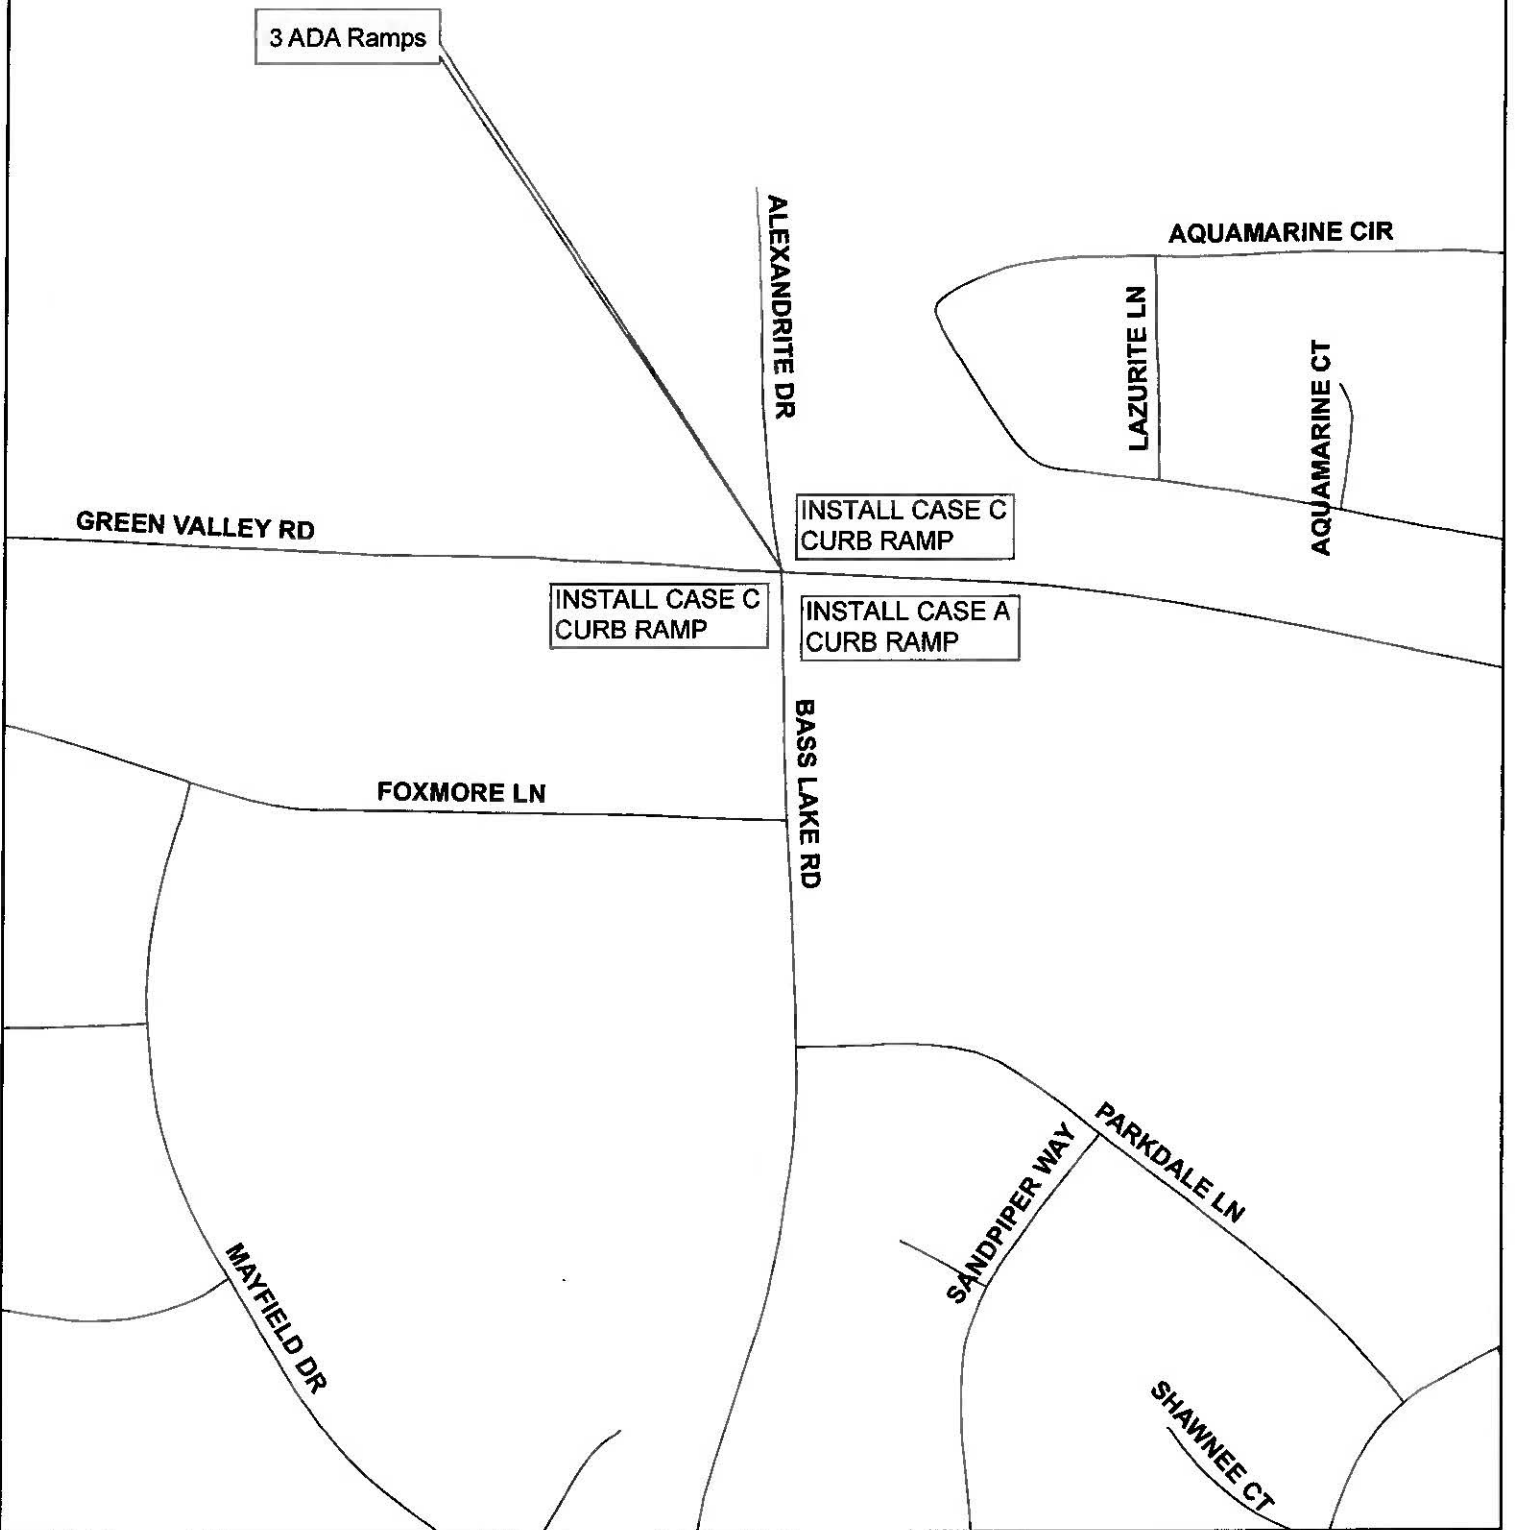 3 ADA Ramps
ALEXANDRITE DR
AQUAMARINE CIR
LAZURITE LN
AQUAMARINE CT
GREEN VALLEY RD
INSTALL CASE C
CURB RAMP
INSTALL CASE C
CURB RAMP
INSTALL CASE A
CURB RAMP
BASS LAKE RD
FOXMORE LN
PARKDALE LN
SANDPIPER WAY
MAYFIELD DR
SHAWNEE CT